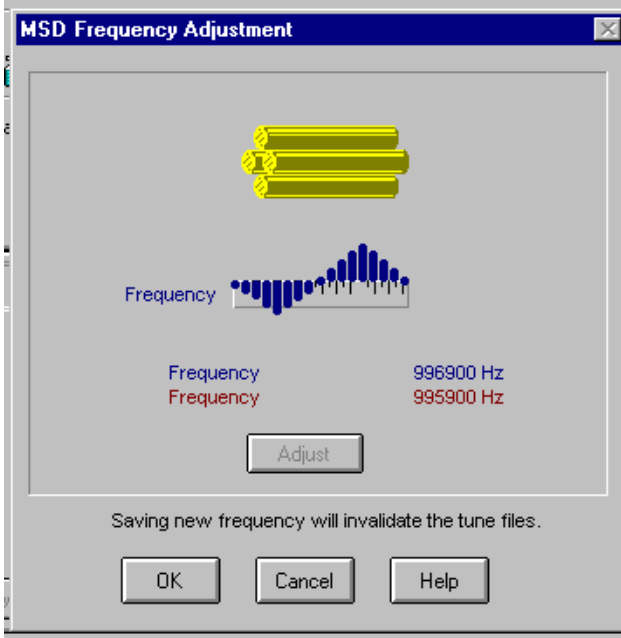 MSD Frequency Adjustment
Frequency
Frequency 996900 Hz
Frequency 995900 Hz
Adjust
Saving new frequency will invalidate the tune files.
OK Cancel Help